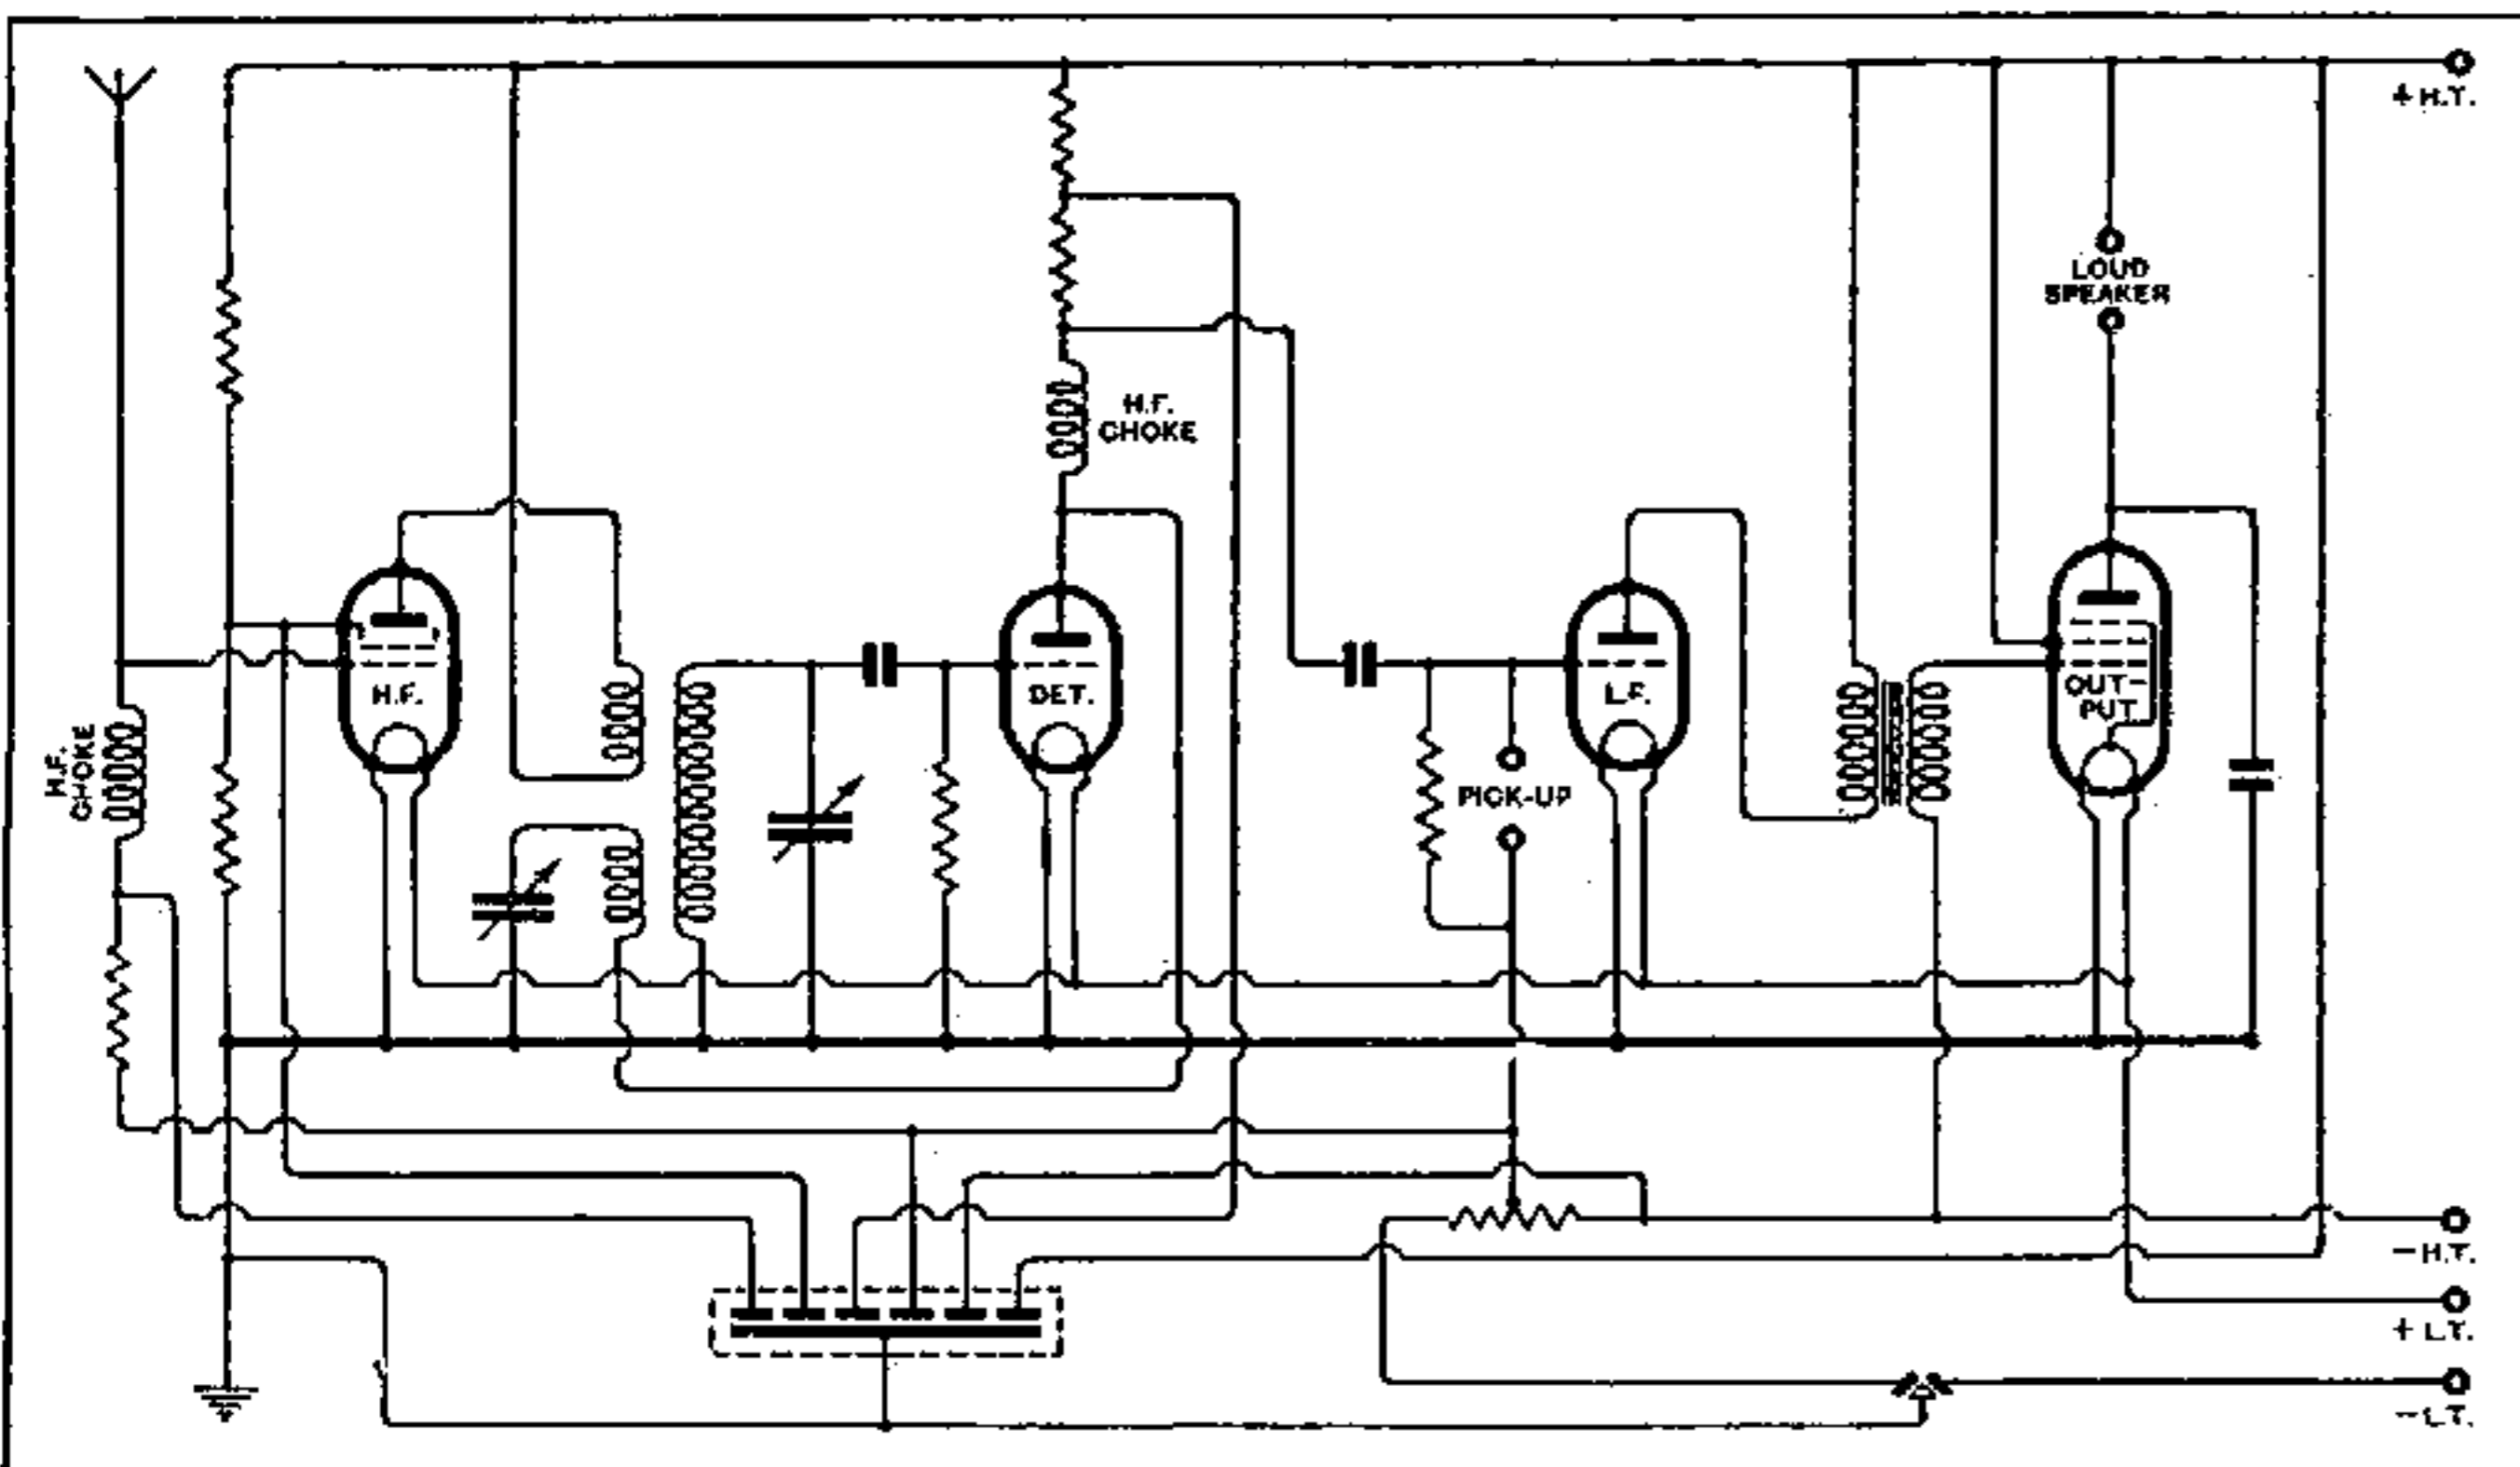 + H.T.
LOUD
SPEAKER
H.F.
CHOKE
H.F.
CHOKE
H.F.
DET.
L.F.
OUT-
PUT
PICK-UP
− H.T.
+ L.T.
− L.T.